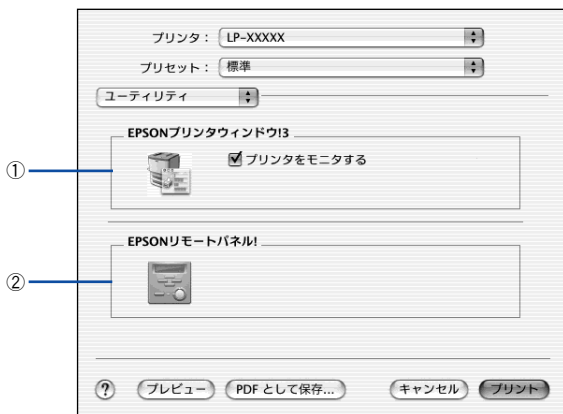 プリンタ： LP-XXXXX
プリセット： 標準
ユーティリティ
EPSONプリンタウィンドウ!3
① プリンタをモニタする
EPSONリモートパネル!
②
? プレビュー PDF として保存... キャンセル プリント